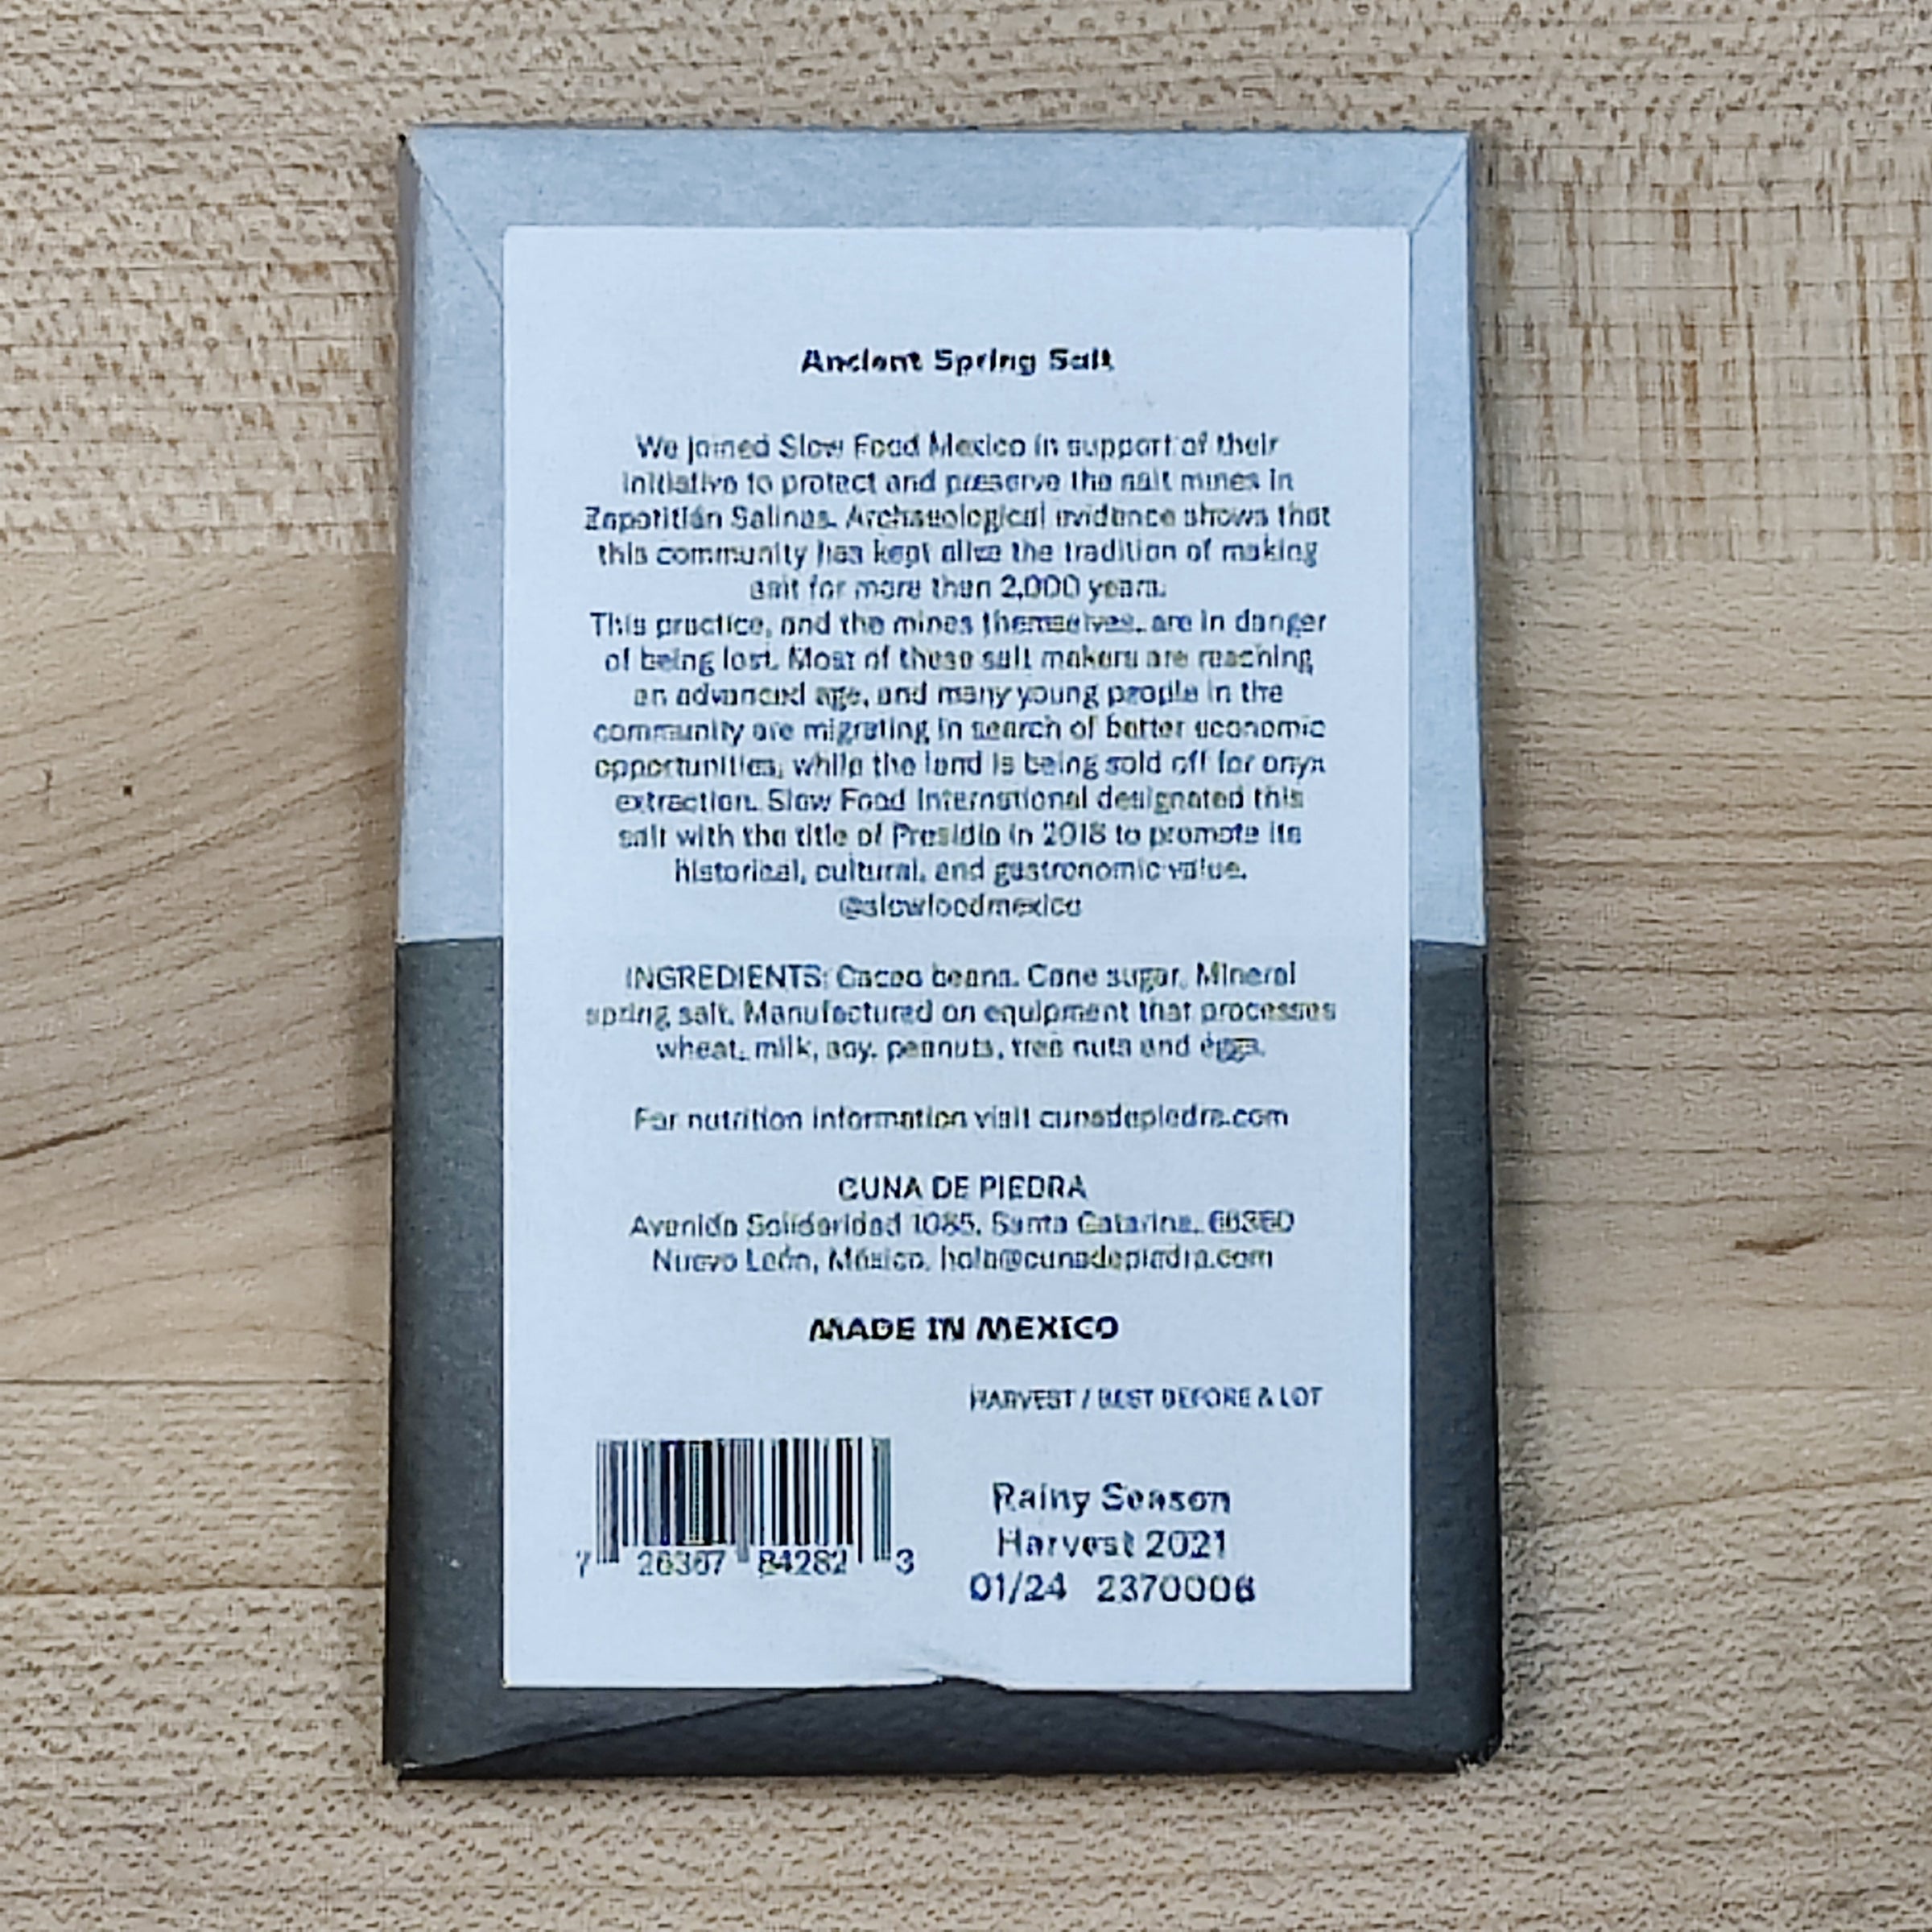 Ancient Spring Salt
We joined Slow Food Mexico in support of their
initiative to protect and preserve the salt mines in
Zapotitlán Salinas. Archaeological evidence shows that
this community has kept alive the tradition of making
salt for more than 2,000 years.
This practice, and the mines themselves, are in danger
of being lost. Most of these salt makers are reaching
an advanced age, and many young people in the
community are migrating in search of better economic
opportunities, while the land is being sold off for onyx
extraction. Slow Food International designated this
salt with the title of Presidio in 2018 to promote its
historical, cultural, and gastronomic value.
@slowfoodmexico
INGREDIENTS: Cacao beans. Cane sugar. Mineral
spring salt. Manufactured on equipment that processes
wheat, milk, soy, peanuts, tree nuts and eggs.
For nutrition information visit cunadepiedra.com
CUNA DE PIEDRA
Avenida Solidaridad 1085, Santa Catarina,
Nuevo León, México. hola@cunadepiedra.com
MADE IN MEXICO
HARVEST / BEST BEFORE & LOT
Rainy Season
Harvest 2021
01/24 2370006
7 26367 84282 3